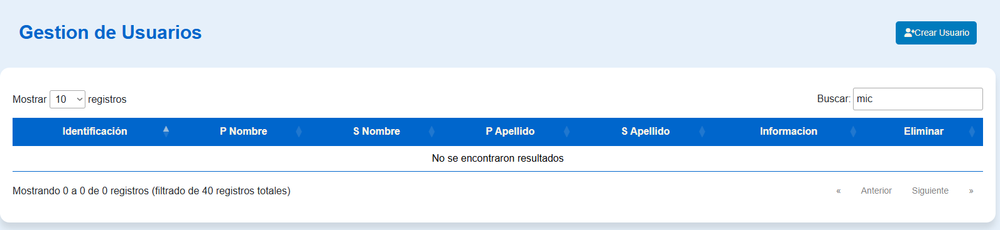 Gestion de Usuarios
Crear Usuario
Mostrar 10 registros
Buscar: mic
Identificación P Nombre S Nombre P Apellido S Apellido Informacion Eliminar
No se encontraron resultados
Mostrando 0 a 0 de 0 registros (filtrado de 40 registros totales)
« Anterior Siguiente »